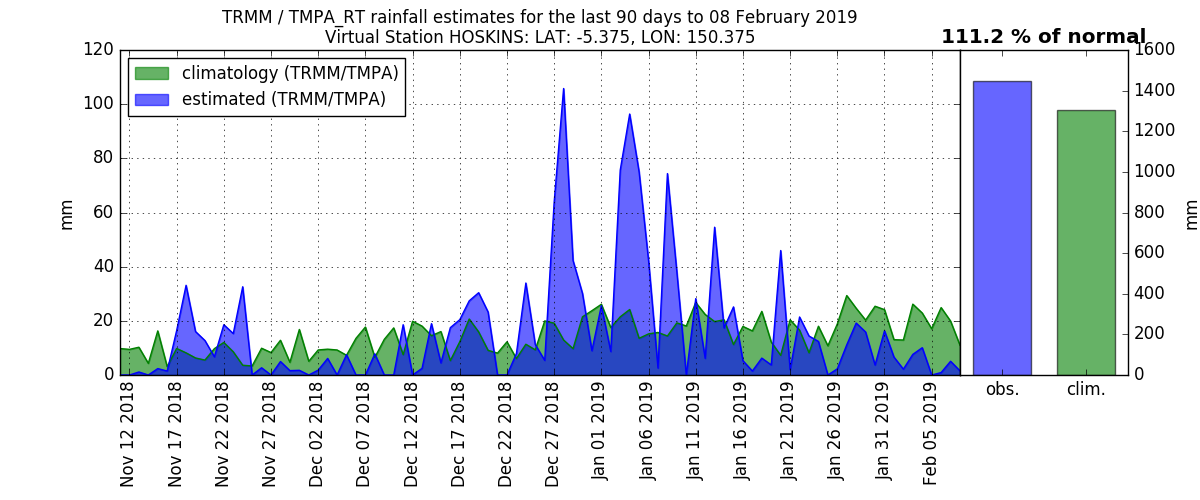 TRMM / TMPA_RT rainfall estimates for the last 90 days to 08 February 2019
Virtual Station HOSKINS: LAT: -5.375, LON: 150.375
111.2 % of normal
climatology (TRMM/TMPA)
estimated (TRMM/TMPA)
120
100
80
60
40
20
0
mm
1600
1400
1200
1000
800
600
400
200
0
mm
Nov 12 2018
Nov 17 2018
Nov 22 2018
Nov 27 2018
Dec 02 2018
Dec 07 2018
Dec 12 2018
Dec 17 2018
Dec 22 2018
Dec 27 2018
Jan 01 2019
Jan 06 2019
Jan 11 2019
Jan 16 2019
Jan 21 2019
Jan 26 2019
Jan 31 2019
Feb 05 2019
obs.
clim.